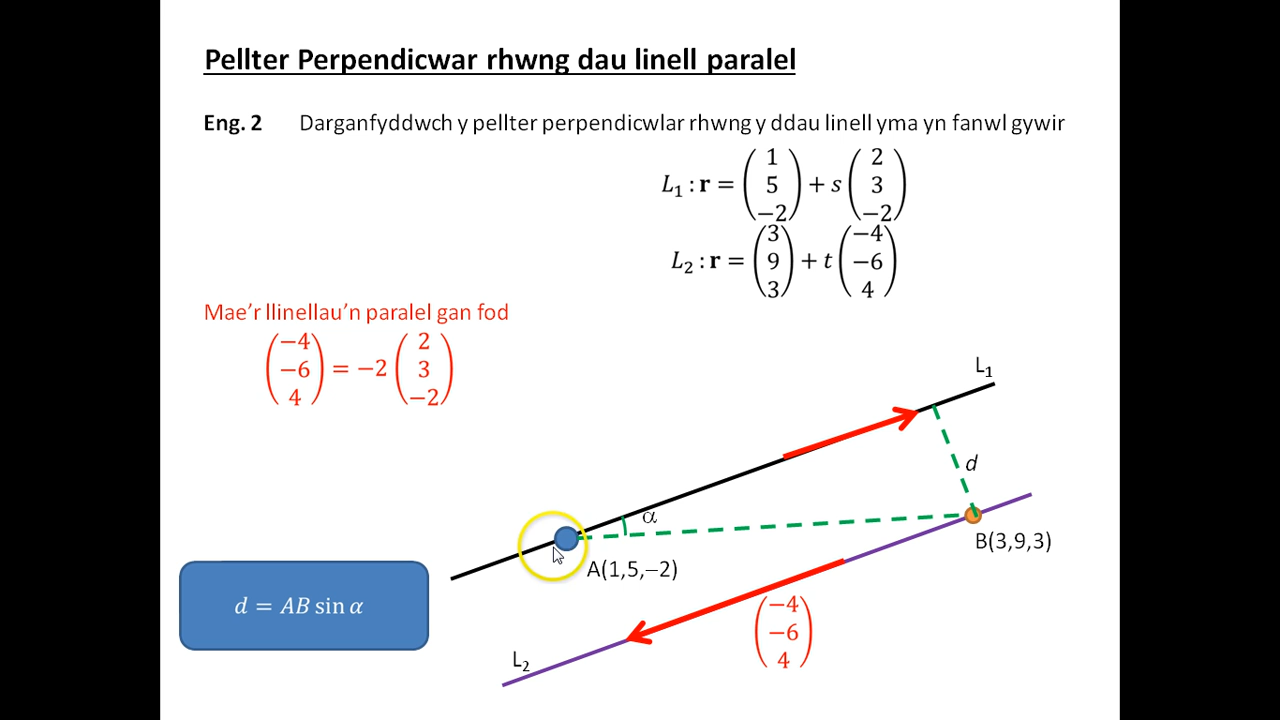 Pellter Perpendicwar rhwng dau linell paralel
Eng. 2 Darganfyddwch y pellter perpendicwlar rhwng y ddau linell yma yn fanwl gywir
L₁ : r = (1 5 −2) + s (2 3 −2)
L₂ : r = (3 9 3) + t (−4 −6 4)
Mae’r llinellau’n paralel gan fod
(−4 −6 4) = −2 (2 3 −2)
L₁
d
α
B(3,9,3)
A(1,5,−2)
d = AB sin α
(−4 −6 4)
L₂